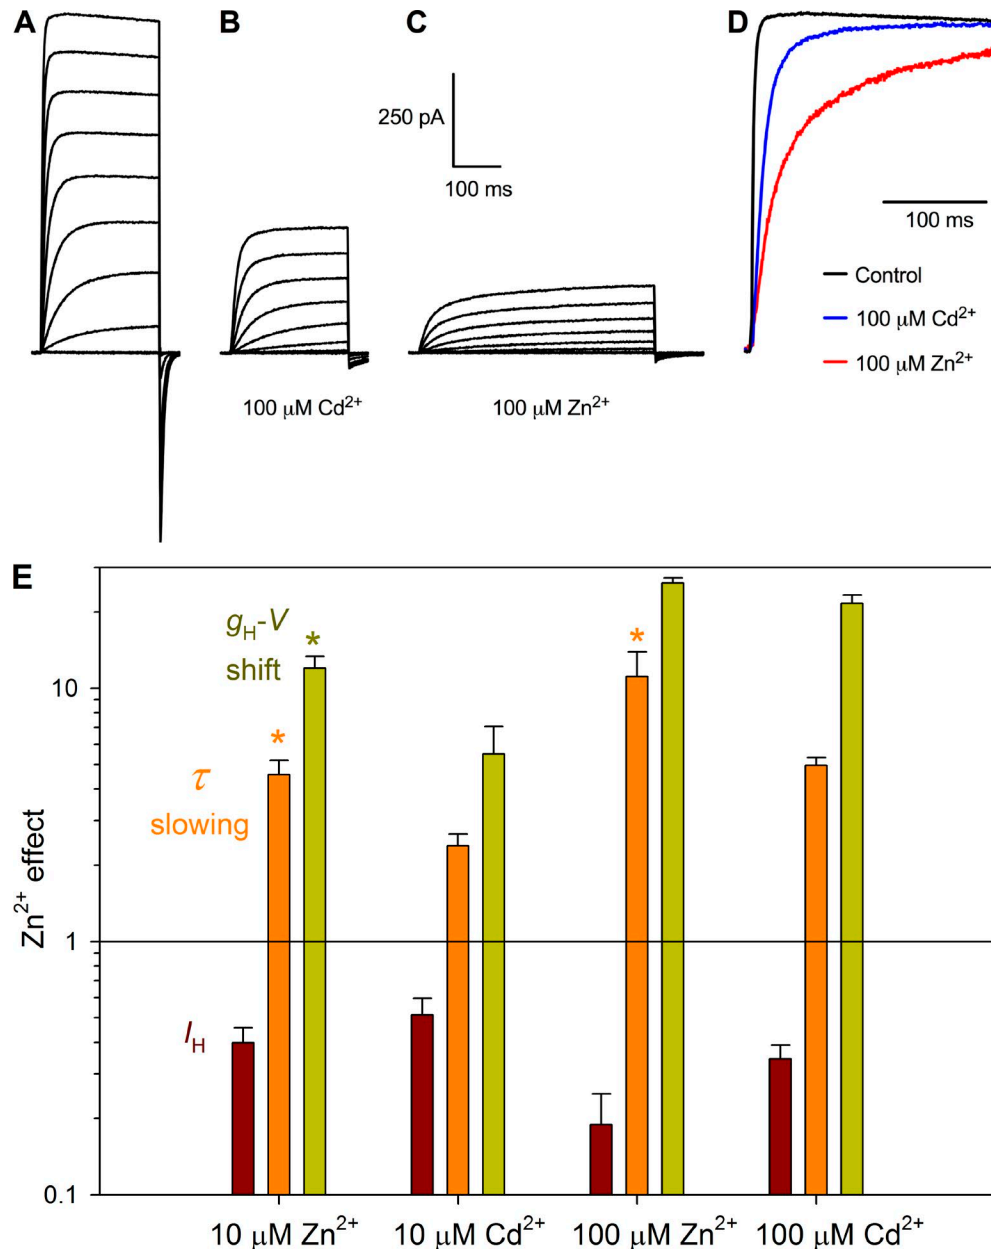 A
B
C
D
250 pA
100 ms
100 ms
Control
100 μM Cd²⁺
100 μM Zn²⁺
100 μM Cd²⁺
100 μM Zn²⁺
E
gH-V
shift
*
*
*
τ
slowing
IH
Zn²⁺ effect
10
1
0.1
10 μM Zn²⁺
10 μM Cd²⁺
100 μM Zn²⁺
100 μM Cd²⁺